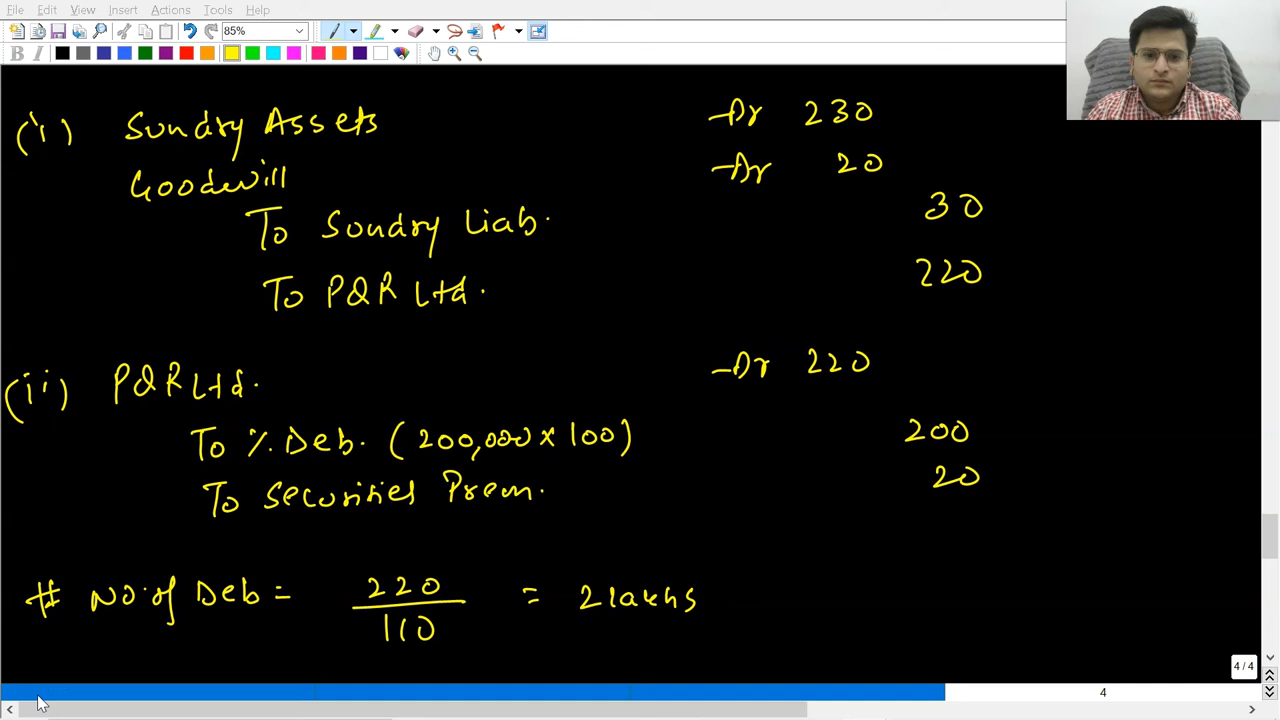 File Edit View Insert Actions Tools Help
85%
B I
(i) Sundry Assets -Dr 230
Goodwill -Dr 20
To Sundry Liab. 30
To P&R Ltd. 220
(ii) P&R Ltd. -Dr 220
To %Deb. (200,000×100) 200
To Securities Prem. 20
# No. of Deb = 220/110 = 2 lakhs
4/4
4